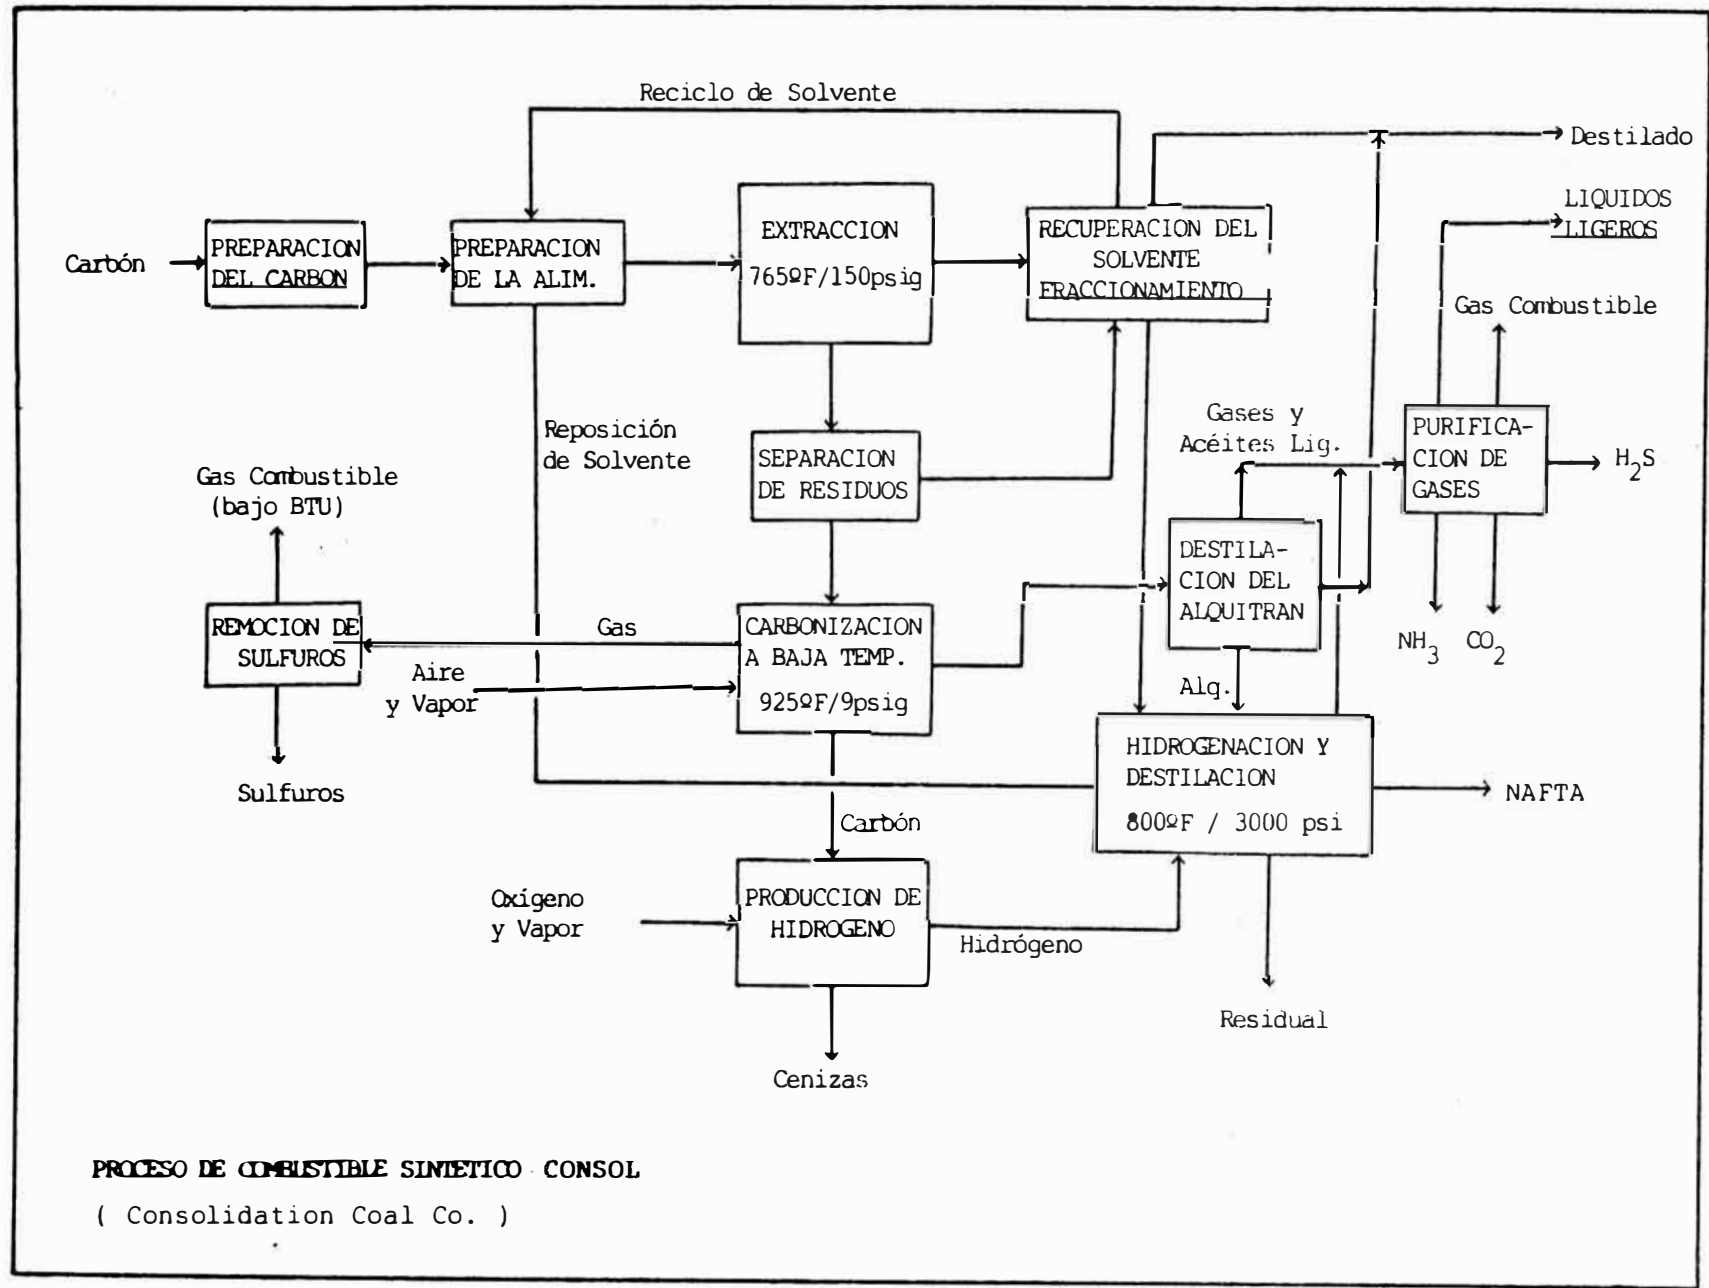 Reciclo de Solvente
Destilado
LIQUIDOS
LIGEROS
Carbón
PREPARACION
DEL CARBON
PREPARACION
DE LA ALIM.
EXTRACCION
765ºF/150psig
RECUPERACION DEL
SOLVENTE
FRACCIONAMIENTO
Gas Combustible
Reposición
de Solvente
SEPARACION
DE RESIDUOS
Gases y
Acéites Lig.
PURIFICA-
CION DE
GASES
H2S
Gas Combustible
(bajo BTU)
DESTILA-
CION DEL
ALQUITRAN
NH3
CO2
REMOCION DE
SULFUROS
Gas
Aire
y Vapor
CARBONIZACION
A BAJA TEMP.
925ºF/9psig
Alq.
Sulfuros
HIDROGENACION Y
DESTILACION
800ºF / 3000 psi
NAFTA
Carbón
Oxígeno
y Vapor
PRODUCCION DE
HIDROGENO
Hidrógeno
Residual
Cenizas
PROCESO DE COMBUSTIBLE SINTETICO CONSOL
( Consolidation Coal Co. )